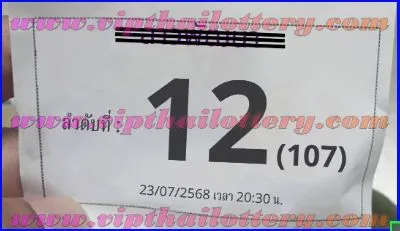 www.vipthailottery.com
ลำดับที่ : 12 (107)
www.vipthailottery.com
23/07/2568 เวลา 20:30 น.
www.vipthailottery.com